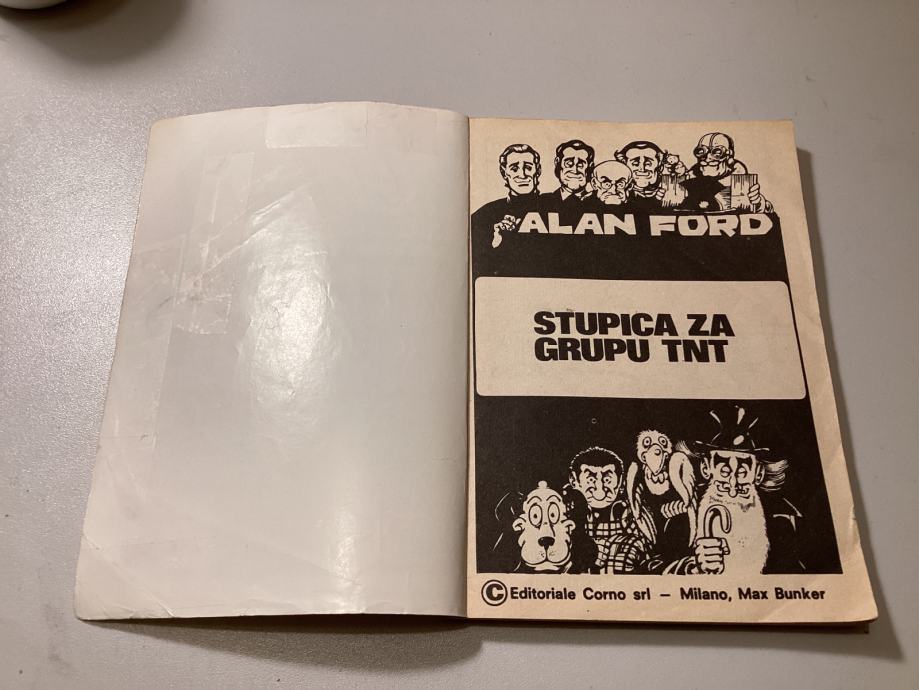 ALAN FORD
STUPICA ZA
GRUPU TNT
© Editoriale Corno srl — Milano, Max Bunker